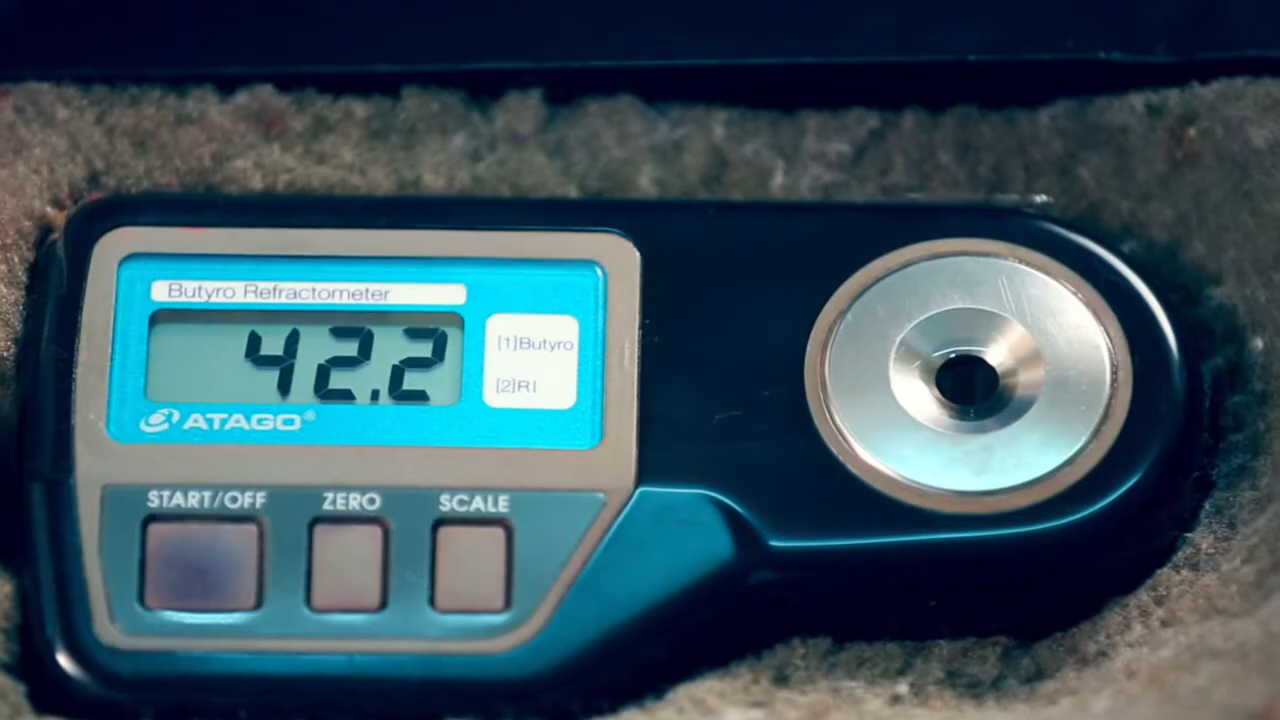 Butyro Refractometer
42.2
[1]Butyro
[2]RI
ATAGO®
START/OFF ZERO SCALE